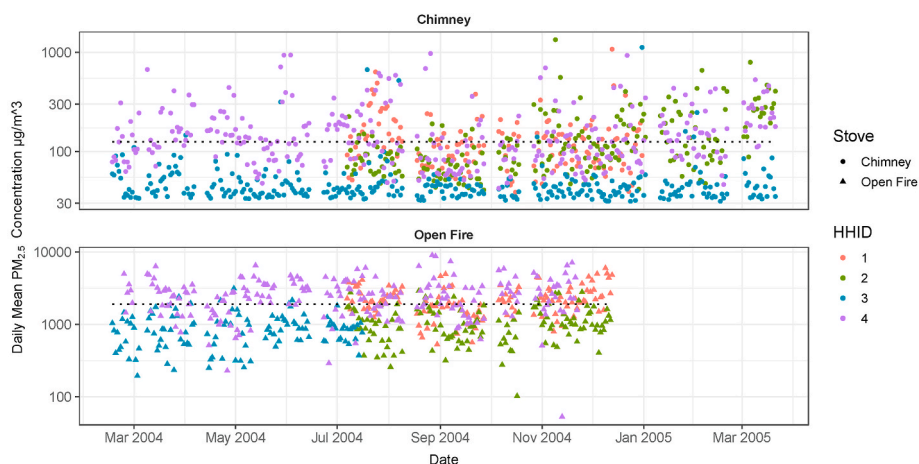 Chimney
1000
300
100
30
Open Fire
10000
1000
100
Daily Mean PM2.5 Concentration µg/m^3
Mar 2004 May 2004 Jul 2004 Sep 2004 Nov 2004 Jan 2005 Mar 2005
Date
Stove
Chimney
Open Fire
HHID
1
2
3
4